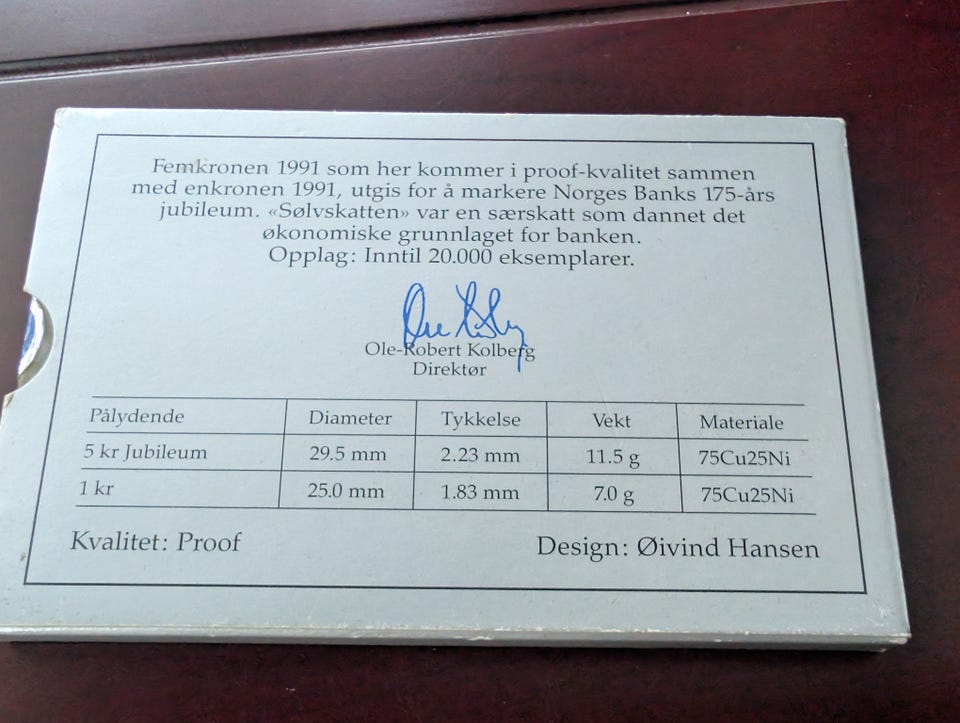 Femkronen 1991 som her kommer i proof-kvalitet sammen
med enkronen 1991, utgis for å markere Norges Banks 175-års
jubileum. «Sølvskatten» var en særskatt som dannet det
økonomiske grunnlaget for banken.
Opplag: Inntil 20.000 eksemplarer.
Ole-Robert Kolberg
Direktør
Pålydende Diameter Tykkelse Vekt Materiale
5 kr Jubileum 29.5 mm 2.23 mm 11.5 g 75Cu25Ni
1 kr 25.0 mm 1.83 mm 7.0 g 75Cu25Ni
Kvalitet: Proof Design: Øivind Hansen